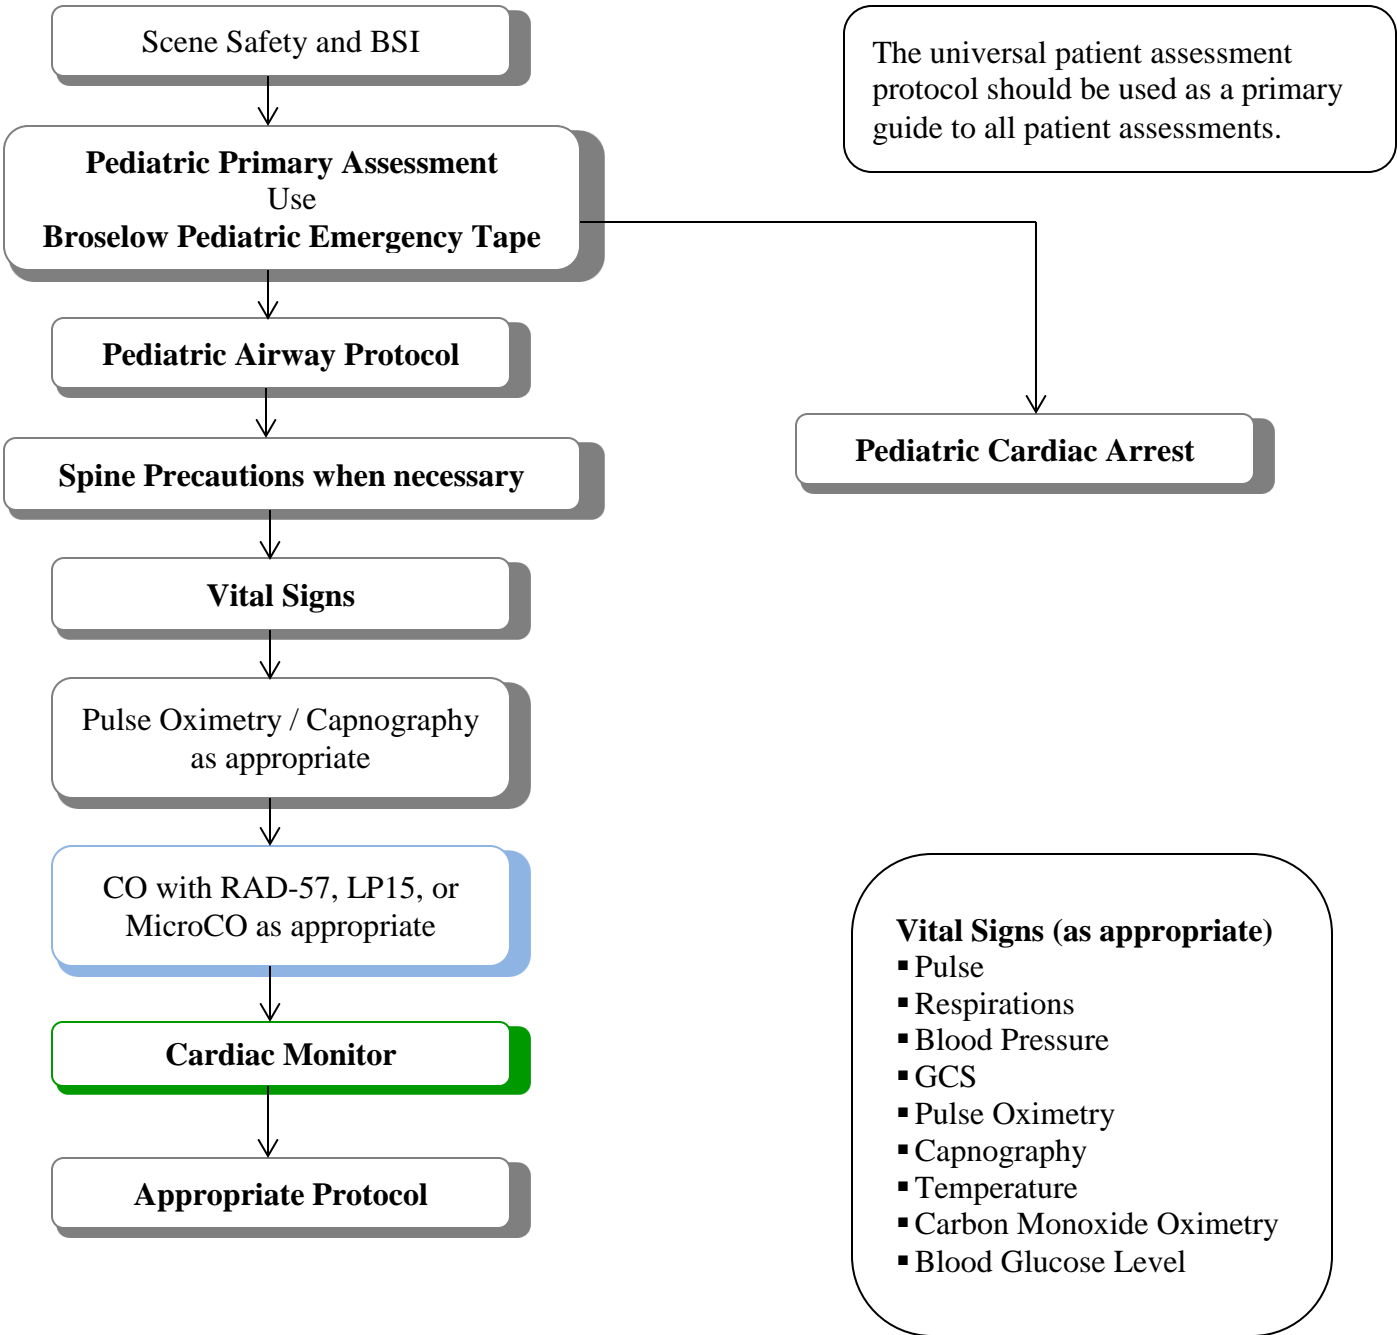 Scene Safety and BSI
The universal patient assessment
protocol should be used as a primary
guide to all patient assessments.
Pediatric Primary Assessment
Use
Broselow Pediatric Emergency Tape
Pediatric Airway Protocol
Pediatric Cardiac Arrest
Spine Precautions when necessary
Vital Signs
Pulse Oximetry / Capnography
as appropriate
CO with RAD-57, LP15, or
MicroCO as appropriate
Cardiac Monitor
Appropriate Protocol
Vital Signs (as appropriate)
▪ Pulse
▪ Respirations
▪ Blood Pressure
▪ GCS
▪ Pulse Oximetry
▪ Capnography
▪ Temperature
▪ Carbon Monoxide Oximetry
▪ Blood Glucose Level